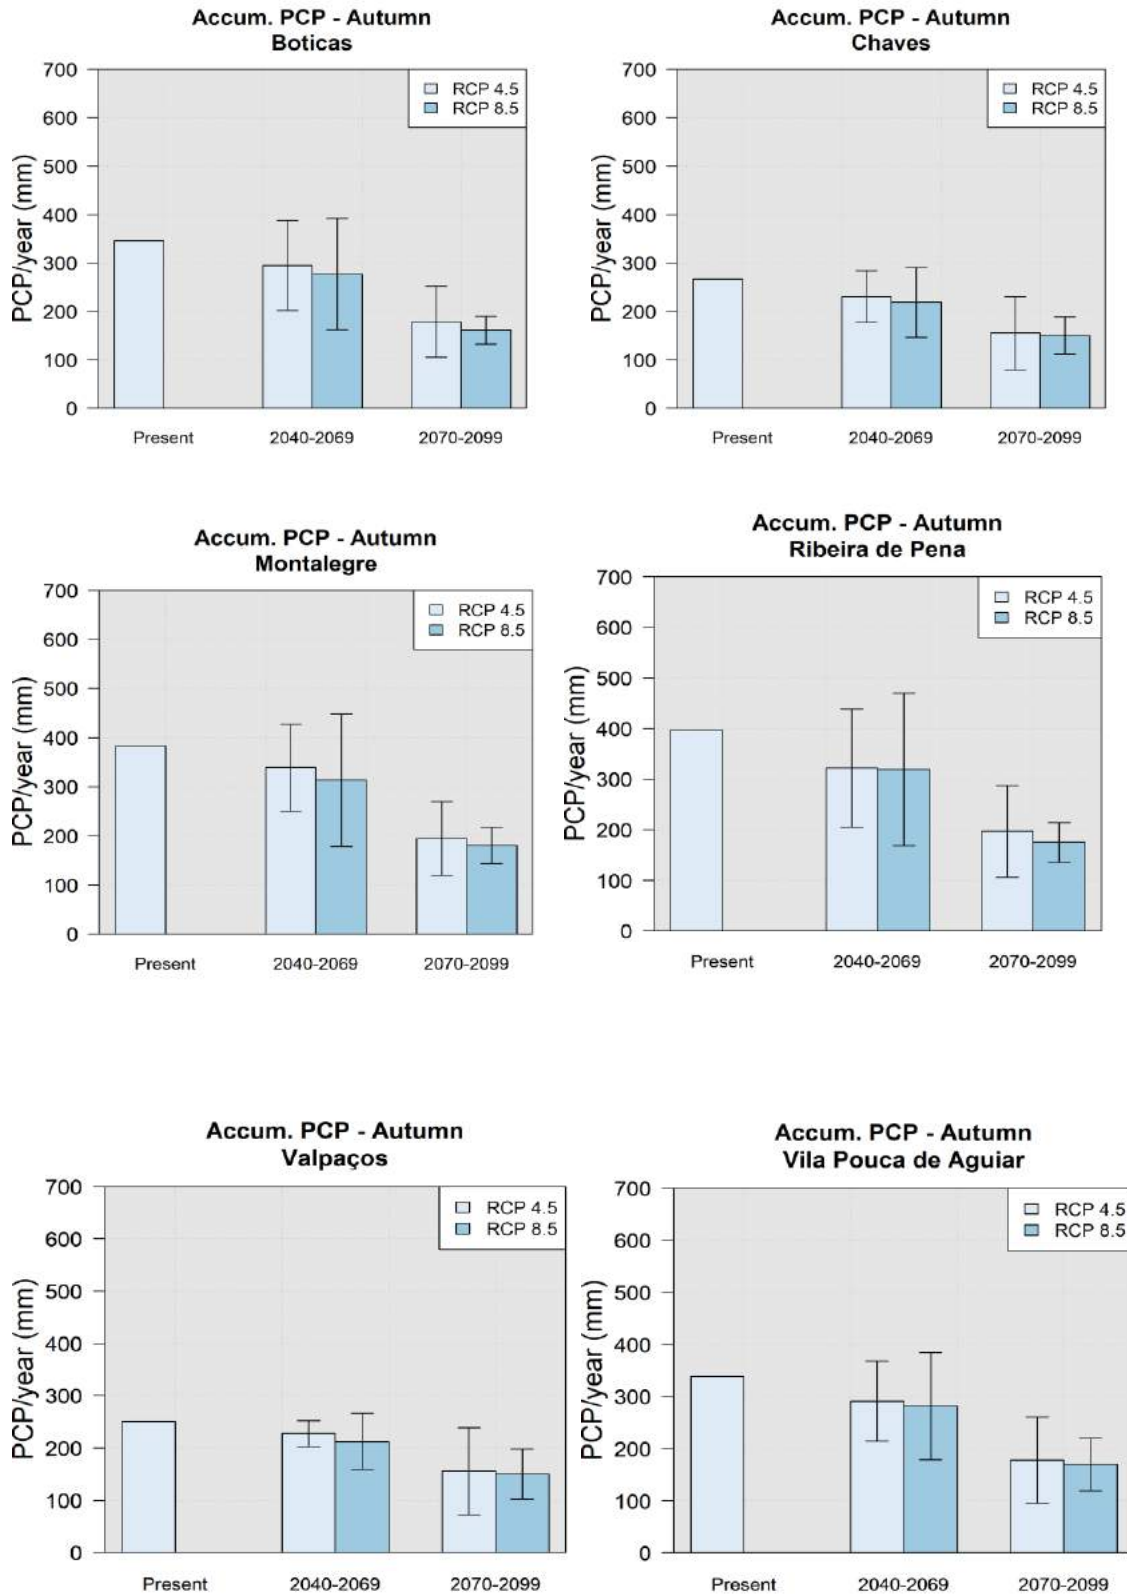 Accum. PCP - Autumn
Boticas
PCP/year (mm)
700
600
500
400
300
200
100
0
RCP 4.5
RCP 8.5
Present
2040-2069
2070-2099
Accum. PCP - Autumn
Chaves
PCP/year (mm)
700
600
500
400
300
200
100
0
RCP 4.5
RCP 8.5
Present
2040-2069
2070-2099
Accum. PCP - Autumn
Montalegre
PCP/year (mm)
700
600
500
400
300
200
100
0
RCP 4.5
RCP 8.5
Present
2040-2069
2070-2099
Accum. PCP - Autumn
Ribeira de Pena
PCP/year (mm)
700
600
500
400
300
200
100
0
RCP 4.5
RCP 8.5
Present
2040-2069
2070-2099
Accum. PCP - Autumn
Valpaços
PCP/year (mm)
700
600
500
400
300
200
100
0
RCP 4.5
RCP 8.5
Present
2040-2069
2070-2099
Accum. PCP - Autumn
Vila Pouca de Aguiar
PCP/year (mm)
700
600
500
400
300
200
100
0
RCP 4.5
RCP 8.5
Present
2040-2069
2070-2099